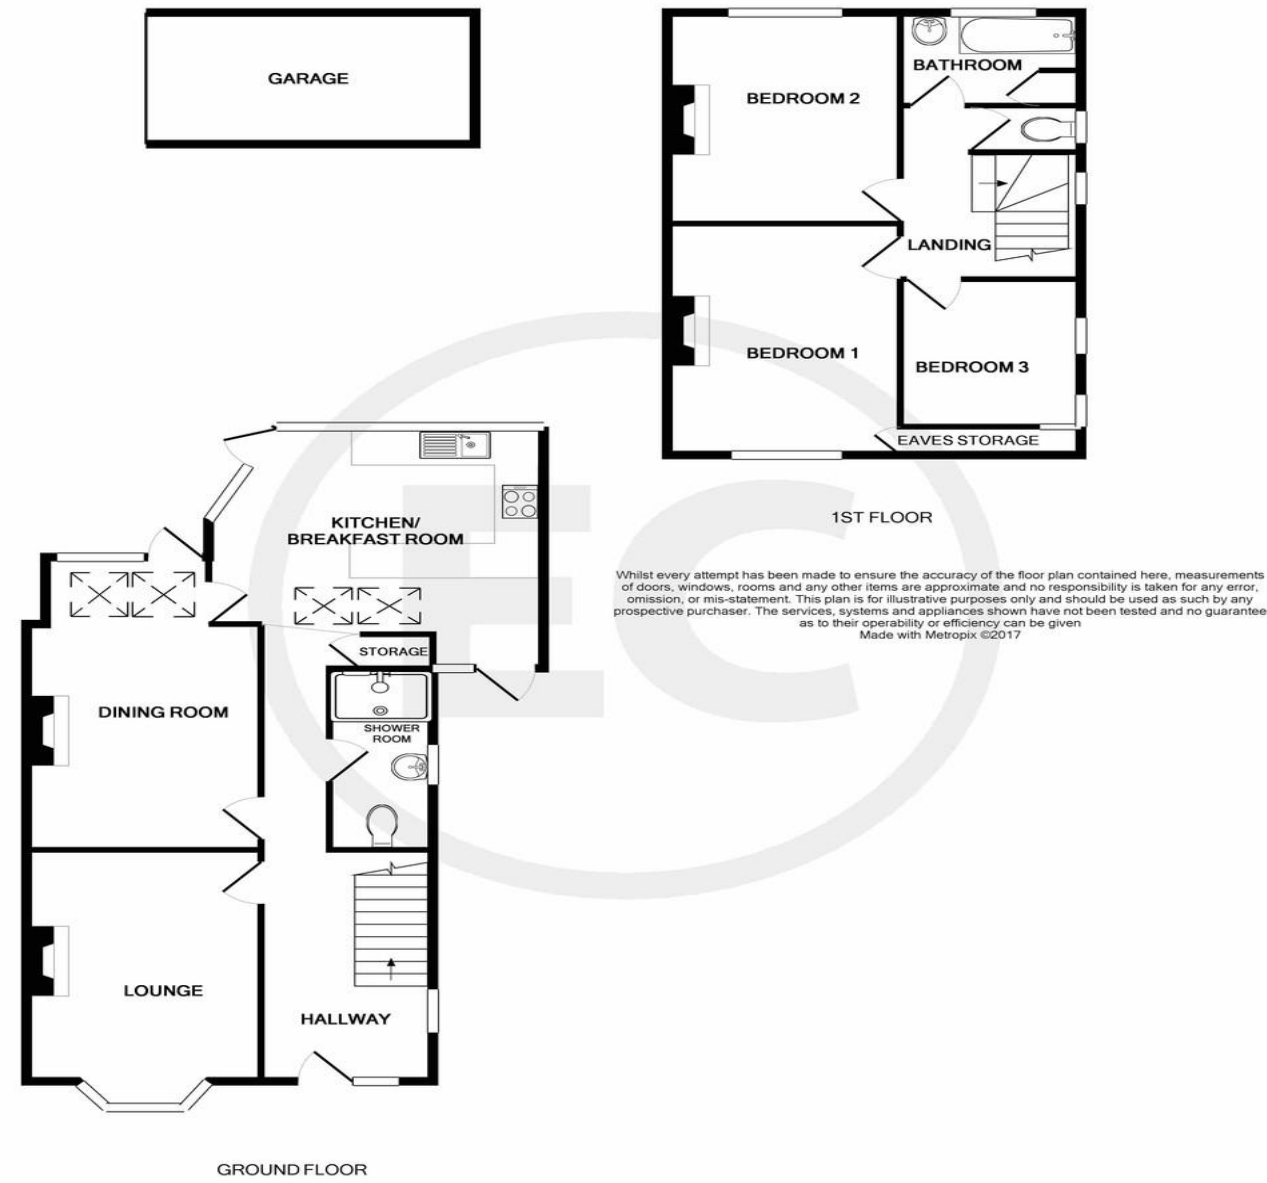 GARAGE
BEDROOM 2
BATHROOM
LANDING
BEDROOM 1
BEDROOM 3
EAVES STORAGE
1ST FLOOR
KITCHEN/
BREAKFAST ROOM
STORAGE
DINING ROOM
SHOWER
ROOM
LOUNGE
HALLWAY
GROUND FLOOR
EC
Whilst every attempt has been made to ensure the accuracy of the floor plan contained here, measurements
of doors, windows, rooms and any other items are approximate and no responsibility is taken for any error,
omission, or mis-statement. This plan is for illustrative purposes only and should be used as such by any
prospective purchaser. The services, systems and appliances shown have not been tested and no guarantee
as to their operability or efficiency can be given
Made with Metropix ©2017